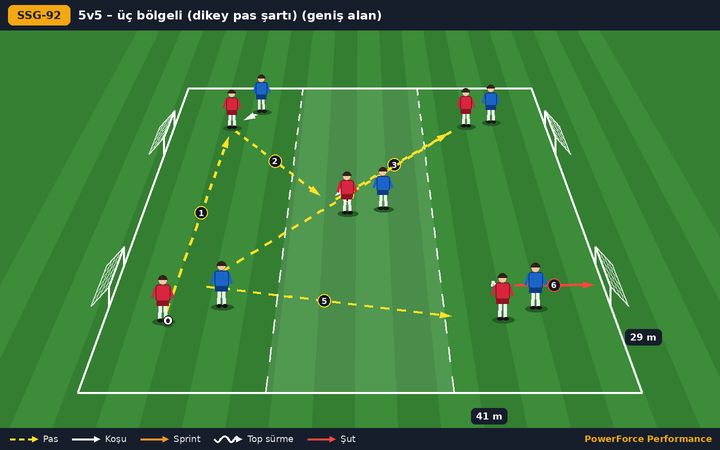 SSG-92 5v5 – üç bölgeli (dikey pas şartı) (geniş alan)
2
3
1
5
6
29 m
41 m
Pas Koşu Sprint Top sürme Şut PowerForce Performance